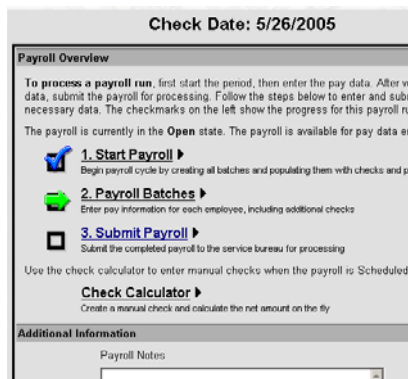 Check Date: 5/26/2005
Payroll Overview
To process a payroll run, first start the period, then enter the pay data. After
data, submit the payroll for processing. Follow the steps below to enter and
necessary data. The checkmarks on the left show the progress for this payroll
The payroll is currently in the Open state. The payroll is available for pay data
1. Start Payroll
Begin payroll cycle by creating all batches and populating them with checks and
2. Payroll Batches
Enter pay information for each employee, including additional checks
3. Submit Payroll
Submit the completed payroll to the service bureau for processing
Use the check calculator to enter manual checks when the payroll is Scheduled
Check Calculator
Create a manual check and calculate the net amount on the fly
Additional Information
Payroll Notes